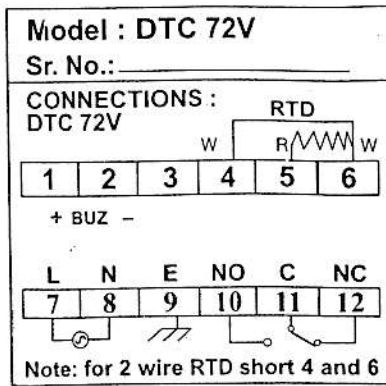 Model : DTC 72V
Sr. No.:
CONNECTIONS :
DTC 72V
RTD
W R W
1 2 3 4 5 6
+ BUZ -
L N E NO C NC
7 8 9 10 11 12
Note: for 2 wire RTD short 4 and 6